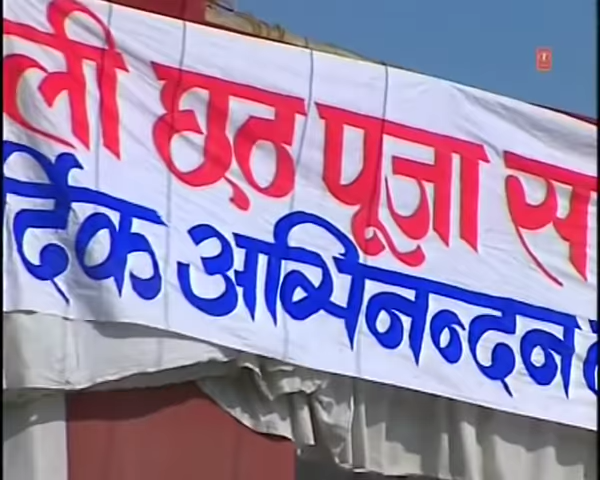 ली छठ पूजा स
र्दिक अभिनन्दन